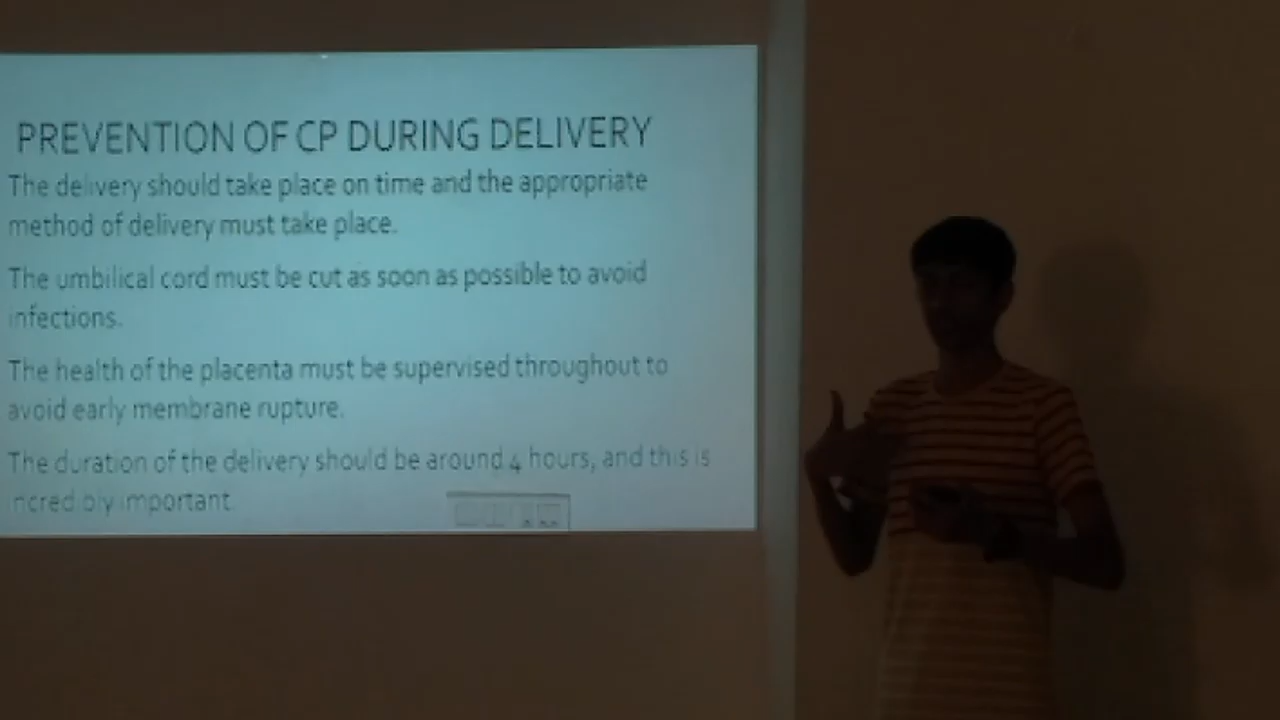 PREVENTION OF CP DURING DELIVERY
The delivery should take place on time and the appropriate
method of delivery must take place.
The umbilical cord must be cut as soon as possible to avoid
infections.
The health of the placenta must be supervised throughout to
avoid early membrane rupture.
The duration of the delivery should be around 4 hours, and this is
incredibly important.